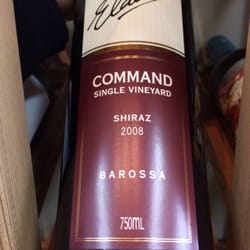 COMMAND
SINGLE VINEYARD
SHIRAZ
2008
BAROSSA
750ML